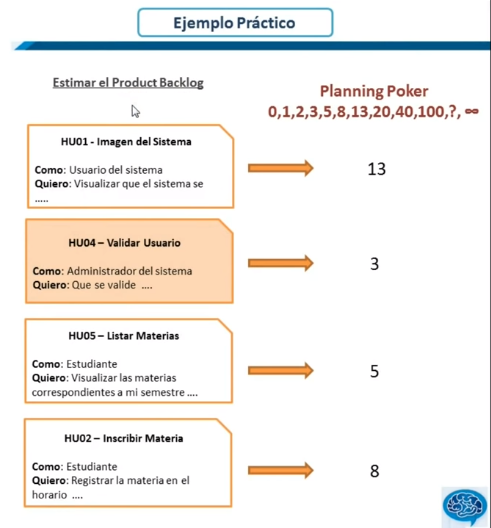 Ejemplo Práctico
Estimar el Product Backlog
Planning Poker
0,1,2,3,5,8,13,20,40,100,?, ∞
HU01 - Imagen del Sistema
Como: Usuario del sistema
Quiero: Visualizar que el sistema se
.....
13
HU04 – Validar Usuario
Como: Administrador del sistema
Quiero: Que se valide ....
3
HU05 – Listar Materias
Como: Estudiante
Quiero: Visualizar las materias
correspondientes a mi semestre ....
5
HU02 – Inscribir Materia
Como: Estudiante
Quiero: Registrar la materia en el
horario ....
8